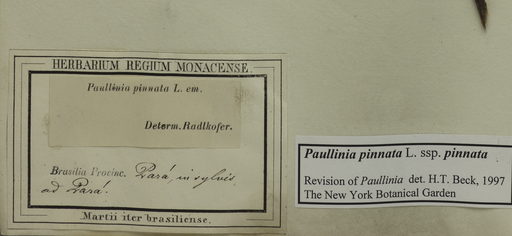 HERBARIUM REGIUM MONACENSE.
Paullinia pinnata L. em.
Determ. Radlkofer.
Brasilia Provinc. Pará, in sylvis
ad Pará.
Martii iter brasiliense.
Paullinia pinnata L. ssp. pinnata
Revision of Paullinia det. H.T. Beck, 1997
The New York Botanical Garden